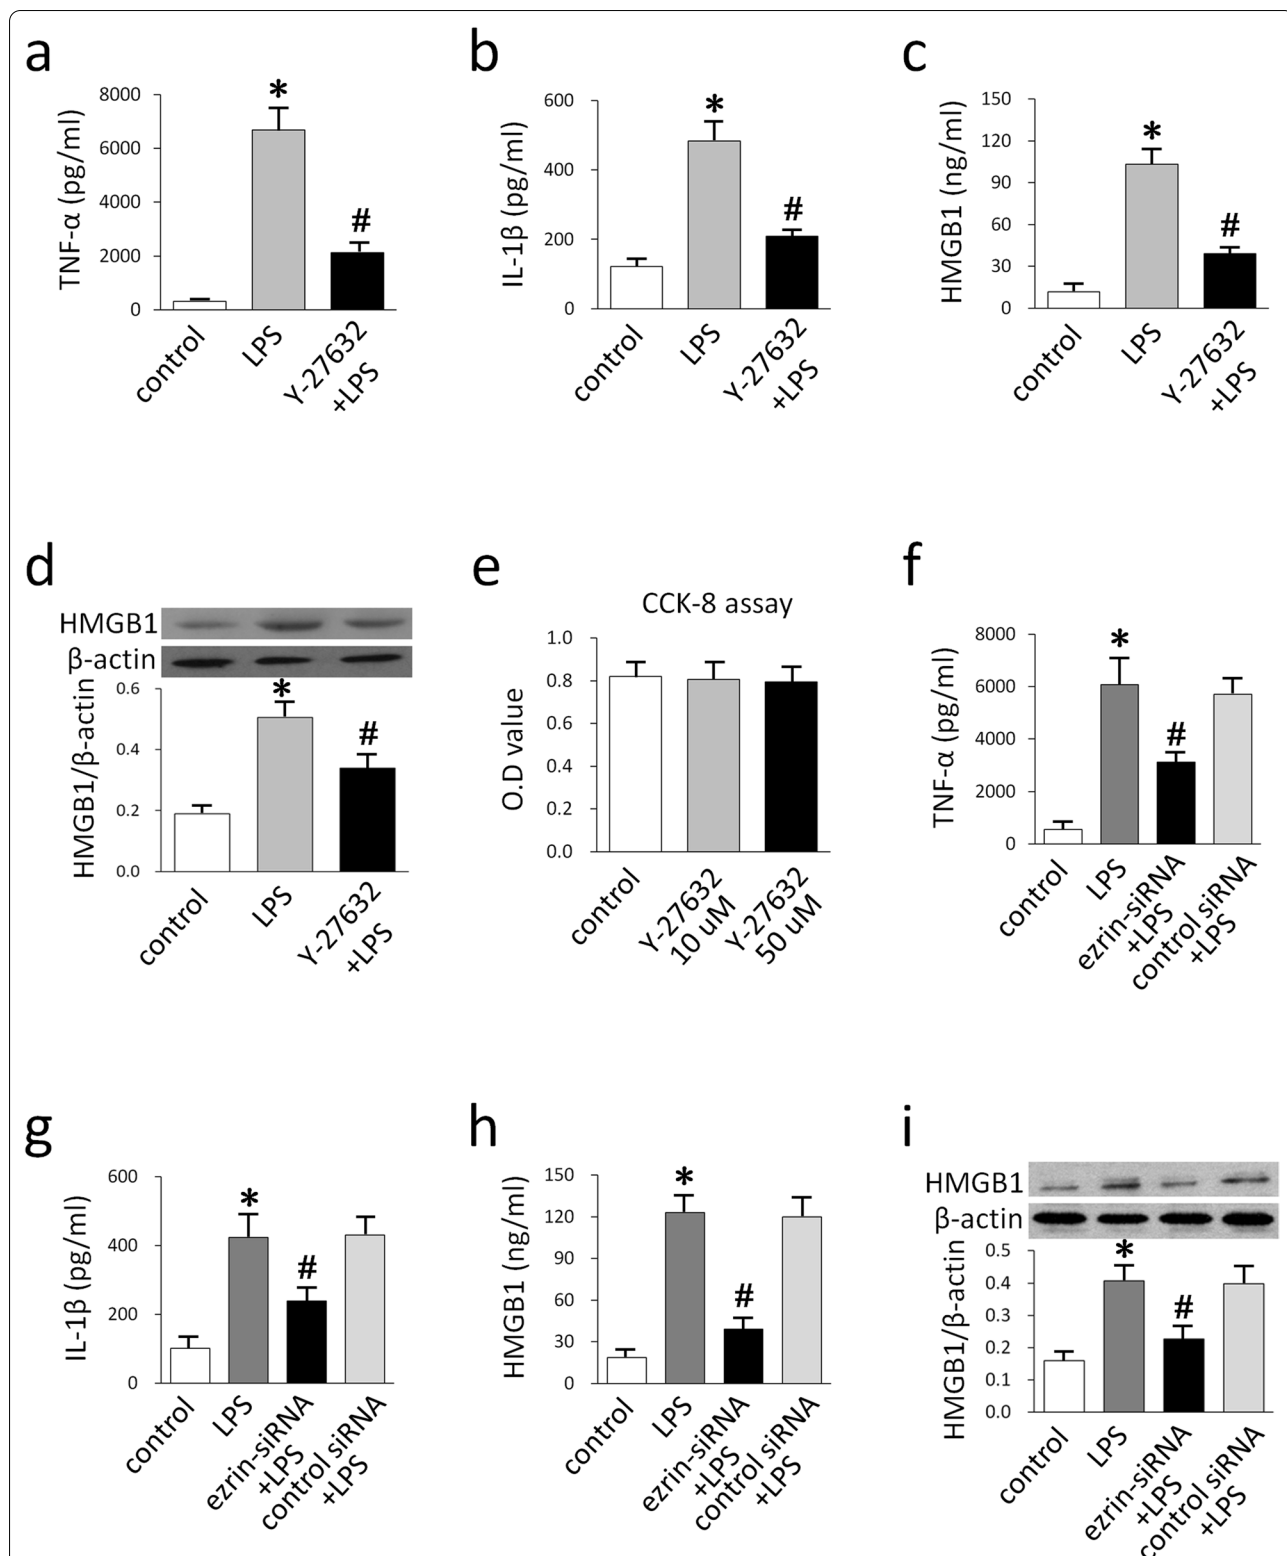 a
TNF-α (pg/ml)
8000
6000
4000
2000
0
*
#
control
LPS
Y-27632
+LPS
b
IL-1β (pg/ml)
600
400
200
0
*
#
control
LPS
Y-27632
+LPS
c
HMGB1 (ng/ml)
150
120
90
60
30
0
*
#
control
LPS
Y-27632
+LPS
d
HMGB1
β-actin
HMGB1/β-actin
0.6
0.4
0.2
0.0
*
#
control
LPS
Y-27632
+LPS
e
CCK-8 assay
O.D value
1.0
0.8
0.6
0.4
0.2
0.0
control
Y-27632
10 uM
Y-27632
50 uM
f
TNF-α (pg/ml)
8000
6000
4000
2000
0
*
#
control
LPS
ezrin-siRNA
+LPS
control siRNA
+LPS
g
IL-1β (pg/ml)
600
400
200
0
*
#
control
LPS
ezrin-siRNA
+LPS
control siRNA
+LPS
h
HMGB1 (ng/ml)
150
120
90
60
30
0
*
#
control
LPS
ezrin-siRNA
+LPS
control siRNA
+LPS
i
HMGB1
β-actin
HMGB1/β-actin
0.5
0.4
0.3
0.2
0.1
0.0
*
#
control
LPS
ezrin-siRNA
+LPS
control siRNA
+LPS